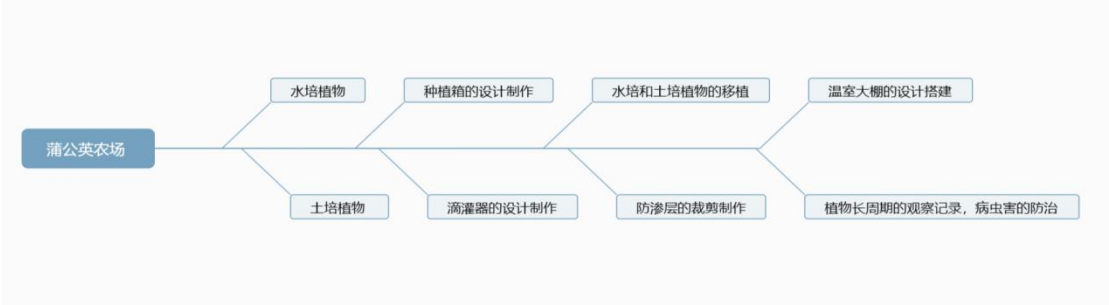 水培植物
种植箱的设计制作
水培和土培植物的移植
温室大棚的设计搭建
蒲公英农场
土培植物
滴灌器的设计制作
防渗层的裁剪制作
植物长周期的观察记录，病虫害的防治